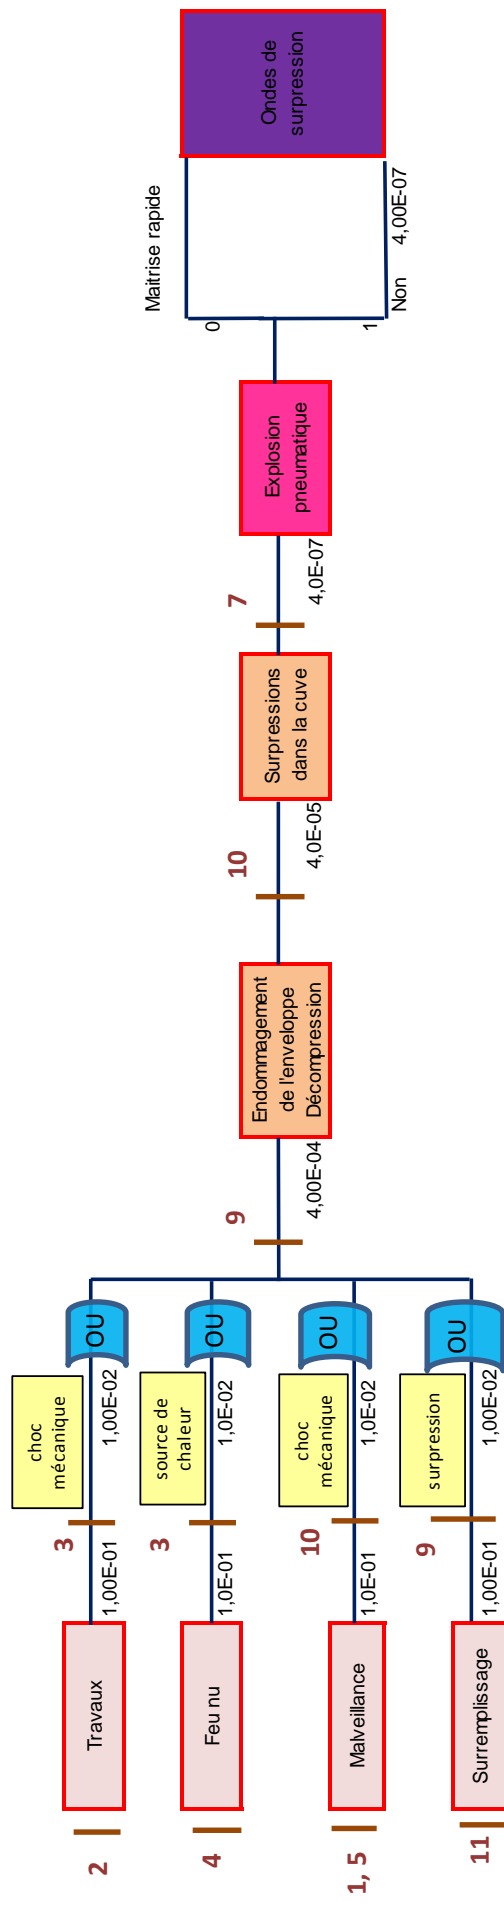 2
Travaux
1,00E-01
3
choc
mécanique
1,00E-02
OU
4
Feu nu
1,0E-01
3
source de
chaleur
1,0E-02
OU
1, 5
Malveillance
1,0E-01
10
choc
mécanique
1,0E-02
OU
11
Surremplissage
1,00E-01
9
surpression
1,00E-02
OU
9
4,00E-04
Endommagement
de l'enveloppe
Décompression
10
4,0E-05
Surpressions
dans la cuve
7
4,0E-07
Explosion
pneumatique
0
Maitrise rapide
1
Non
4,00E-07
Ondes de
surpression